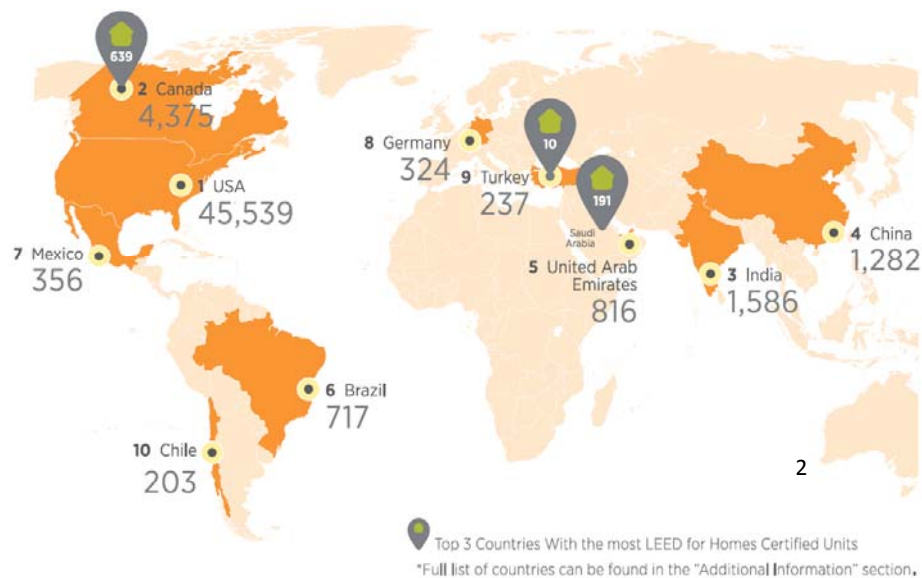 639
2 Canada
4,375
1 USA
45,539
7 Mexico
356
6 Brazil
717
10 Chile
203
8 Germany
324
10
9 Turkey
237
191
Saudi
Arabia
5 United Arab
Emirates
816
4 China
1,282
3 India
1,586
2
Top 3 Countries With the most LEED for Homes Certified Units
*Full list of countries can be found in the "Additional Information" section.